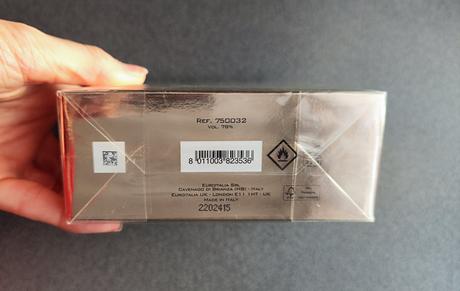 Ref. 750032
Vol. 78%
8 011003 823536
Euroitalia Srl
Cavenago di Brianza (MB) - Italy
Euroitalia UK - London E11 1HT - UK
Made in Italy
2202415
FSC